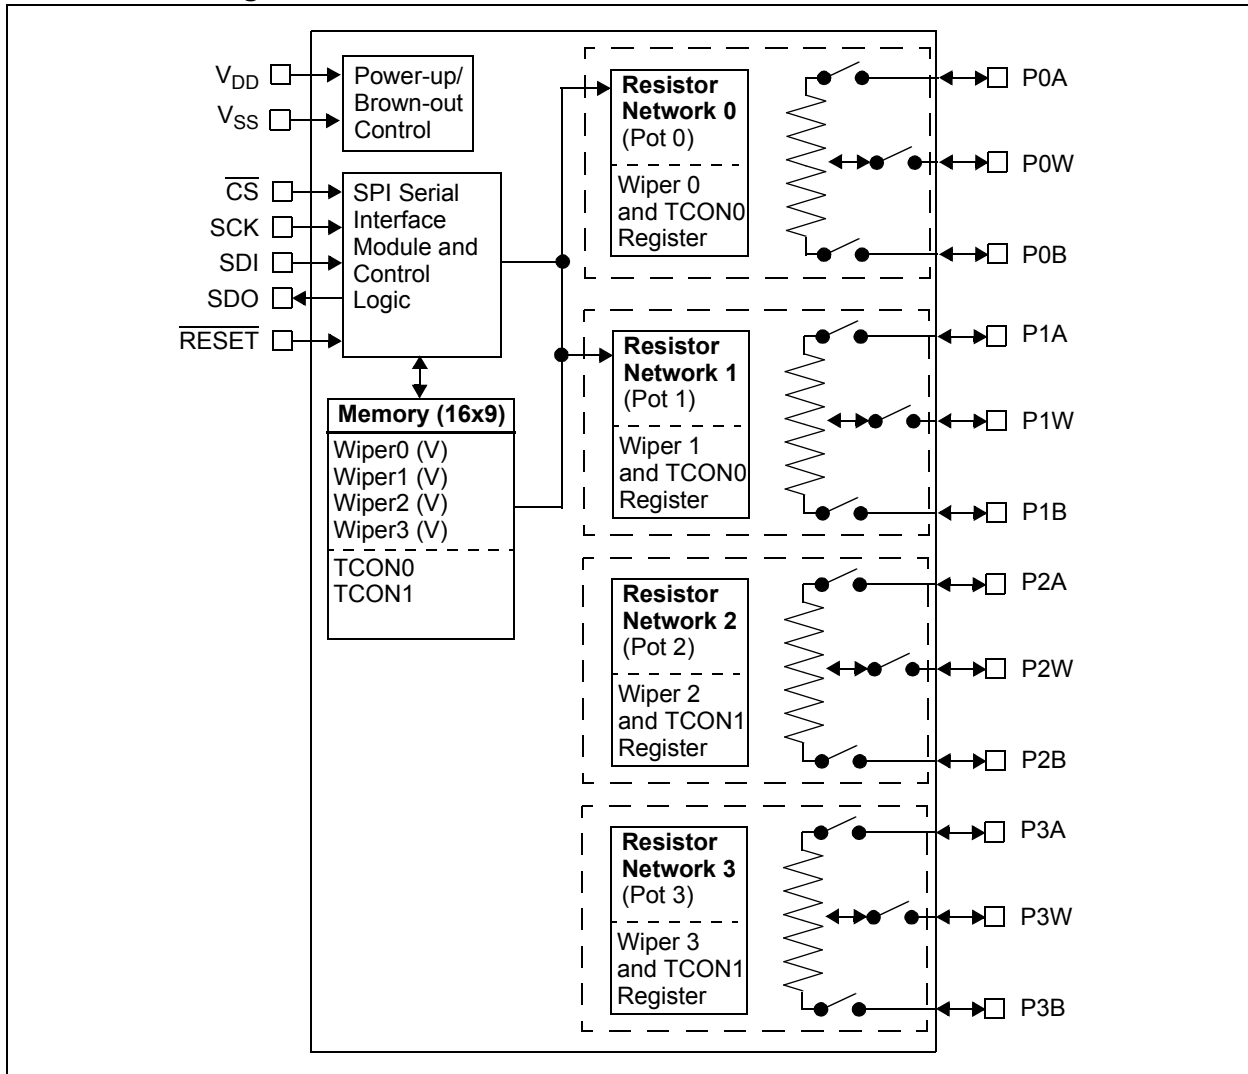 V_DD
V_SS
Power-up/
Brown-out
Control
CS
SCK
SDI
SDO
RESET
SPI Serial
Interface
Module and
Control
Logic
Memory (16x9)
Wiper0 (V)
Wiper1 (V)
Wiper2 (V)
Wiper3 (V)
TCON0
TCON1
Resistor
Network 0
(Pot 0)
Wiper 0
and TCON0
Register
P0A
P0W
P0B
Resistor
Network 1
(Pot 1)
Wiper 1
and TCON0
Register
P1A
P1W
P1B
Resistor
Network 2
(Pot 2)
Wiper 2
and TCON1
Register
P2A
P2W
P2B
Resistor
Network 3
(Pot 3)
Wiper 3
and TCON1
Register
P3A
P3W
P3B